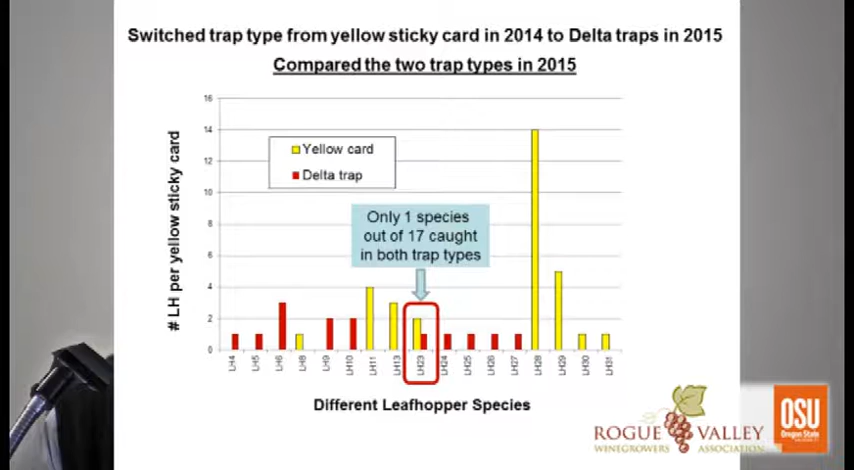 Switched trap type from yellow sticky card in 2014 to Delta traps in 2015
Compared the two trap types in 2015
# LH per yellow sticky card
16
14
12
10
8
6
4
2
0
Yellow card
Delta trap
Only 1 species
out of 17 caught
in both trap types
LH4
LH5
LH6
LH8
LH9
LH10
LH11
LH13
LH23
LH24
LH25
LH26
LH27
LH28
LH29
LH30
LH31
Different Leafhopper Species
ROGUE VALLEY
WINEGROWERS ASSOCIATION
OSU
Oregon State